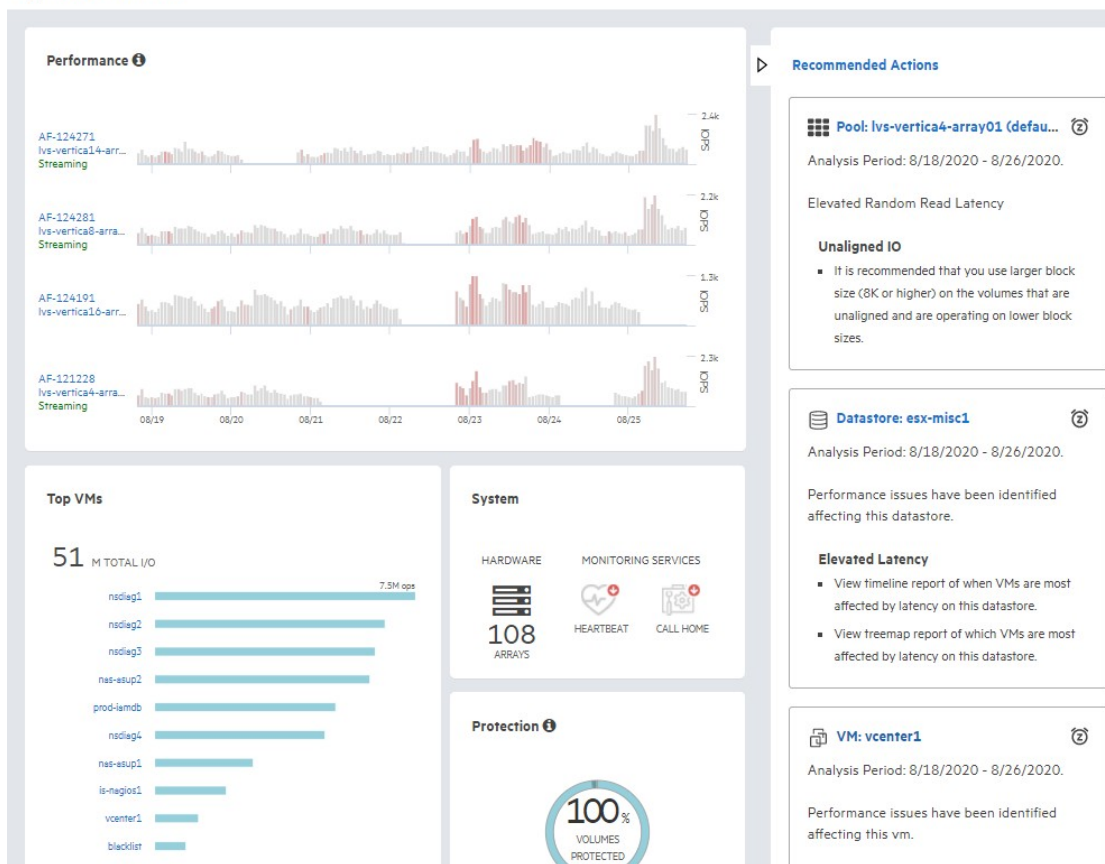 Performance
AF-124271
lvs-vertica14-arr...
Streaming
2.4k
IOPS
AF-124281
lvs-vertica8-arra...
Streaming
2.2k
IOPS
AF-124191
lvs-vertica16-arr...
1.3k
IOPS
AF-121228
lvs-vertica4-arra...
Streaming
2.3k
IOPS
08/19 08/20 08/21 08/22 08/23 08/24 08/25
Top VMs
51 M TOTAL I/O
7.5M ops
nsdiag1
nsdiag2
nsdiag3
nas-asup2
prod-iamdb
nsdiag4
nas-asup1
is-nagios1
vcenter1
blacklist
System
HARDWARE MONITORING SERVICES
108
ARRAYS
HEARTBEAT CALL HOME
Protection
100%
VOLUMES
PROTECTED
Recommended Actions
Pool: lvs-vertica4-array01 (defau...
Analysis Period: 8/18/2020 - 8/26/2020.
Elevated Random Read Latency
Unaligned IO
It is recommended that you use larger block
size (8K or higher) on the volumes that are
unaligned and are operating on lower block
sizes.
Datastore: esx-misc1
Analysis Period: 8/18/2020 - 8/26/2020.
Performance issues have been identified
affecting this datastore.
Elevated Latency
View timeline report of when VMs are most
affected by latency on this datastore.
View treemap report of which VMs are most
affected by latency on this datastore.
VM: vcenter1
Analysis Period: 8/18/2020 - 8/26/2020.
Performance issues have been identified
affecting this vm.